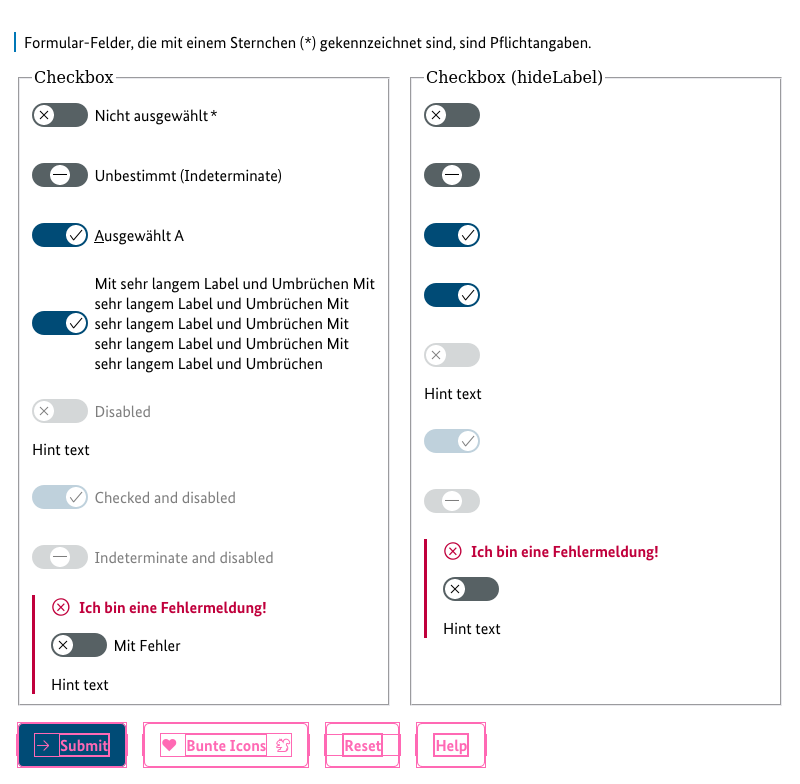 Formular-Felder, die mit einem Sternchen (*) gekennzeichnet sind, sind Pflichtangaben.
Checkbox
Nicht ausgewählt *
Unbestimmt (Indeterminate)
Ausgewählt A
Mit sehr langem Label und Umbrüchen Mit
sehr langem Label und Umbrüchen Mit
sehr langem Label und Umbrüchen Mit
sehr langem Label und Umbrüchen Mit
sehr langem Label und Umbrüchen
Disabled
Hint text
Checked and disabled
Indeterminate and disabled
Ich bin eine Fehlermeldung!
Mit Fehler
Hint text
Checkbox (hideLabel)
Hint text
Ich bin eine Fehlermeldung!
Hint text
Submit
Bunte Icons
Reset
Help